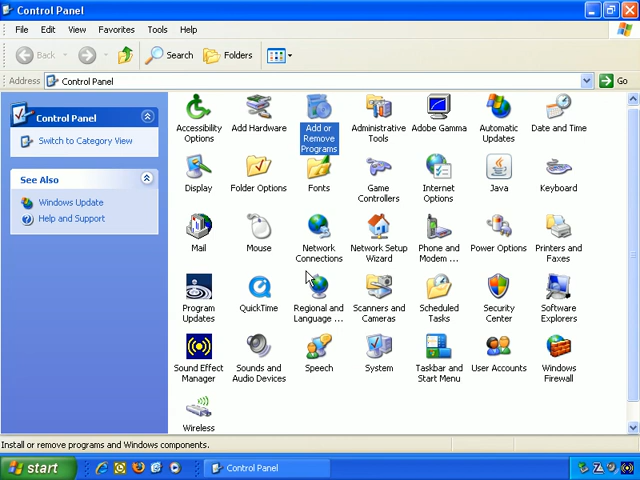 Control Panel
File Edit View Favorites Tools Help
Back Search Folders
Address Control Panel Go
Control Panel
Switch to Category View
See Also
Windows Update
Help and Support
Accessibility Options
Add Hardware
Add or Remove Programs
Administrative Tools
Adobe Gamma
Automatic Updates
Date and Time
Display
Folder Options
Fonts
Game Controllers
Internet Options
Java
Keyboard
Mail
Mouse
Network Connections
Network Setup Wizard
Phone and Modem ...
Power Options
Printers and Faxes
Program Updates
QuickTime
Regional and Language ...
Scanners and Cameras
Scheduled Tasks
Security Center
Software Explorers
Sound Effect Manager
Sounds and Audio Devices
Speech
System
Taskbar and Start Menu
User Accounts
Windows Firewall
Wireless
Install or remove programs and Windows components.
start Control Panel